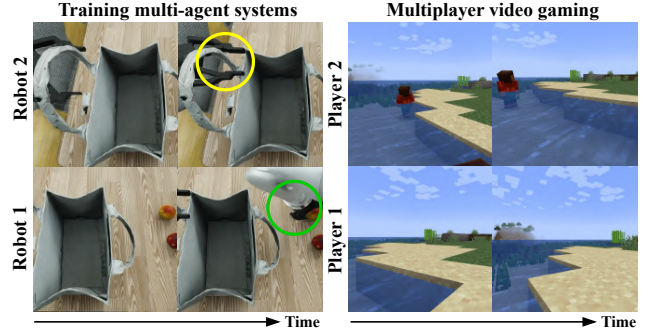 Training multi-agent systems
Multiplayer video gaming
Robot 2
Player 2
Robot 1
Player 1
Time
Time